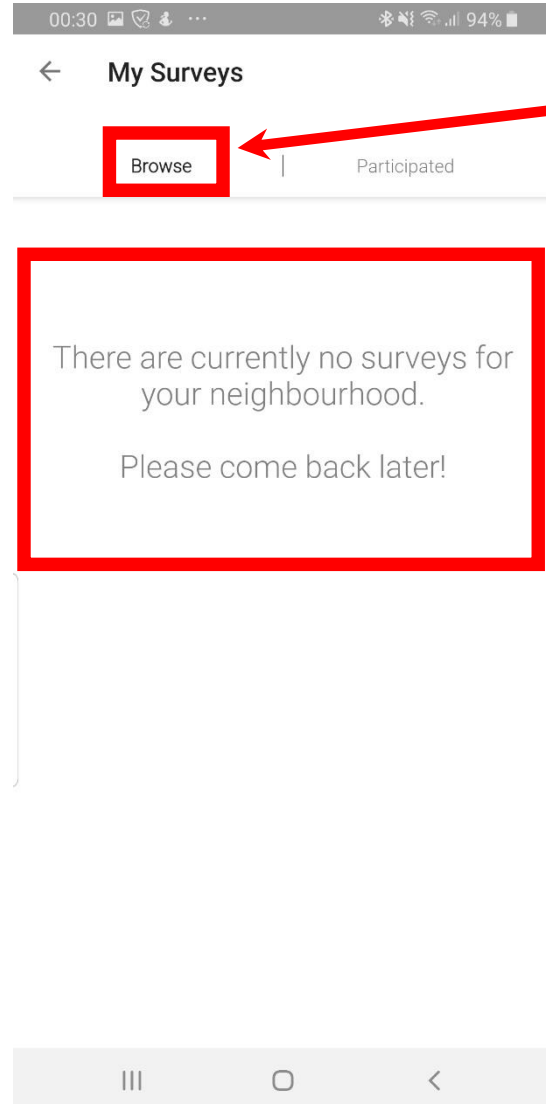 00:30 94%
My Surveys
Browse | Participated
There are currently no surveys for
your neighbourhood.
Please come back later!